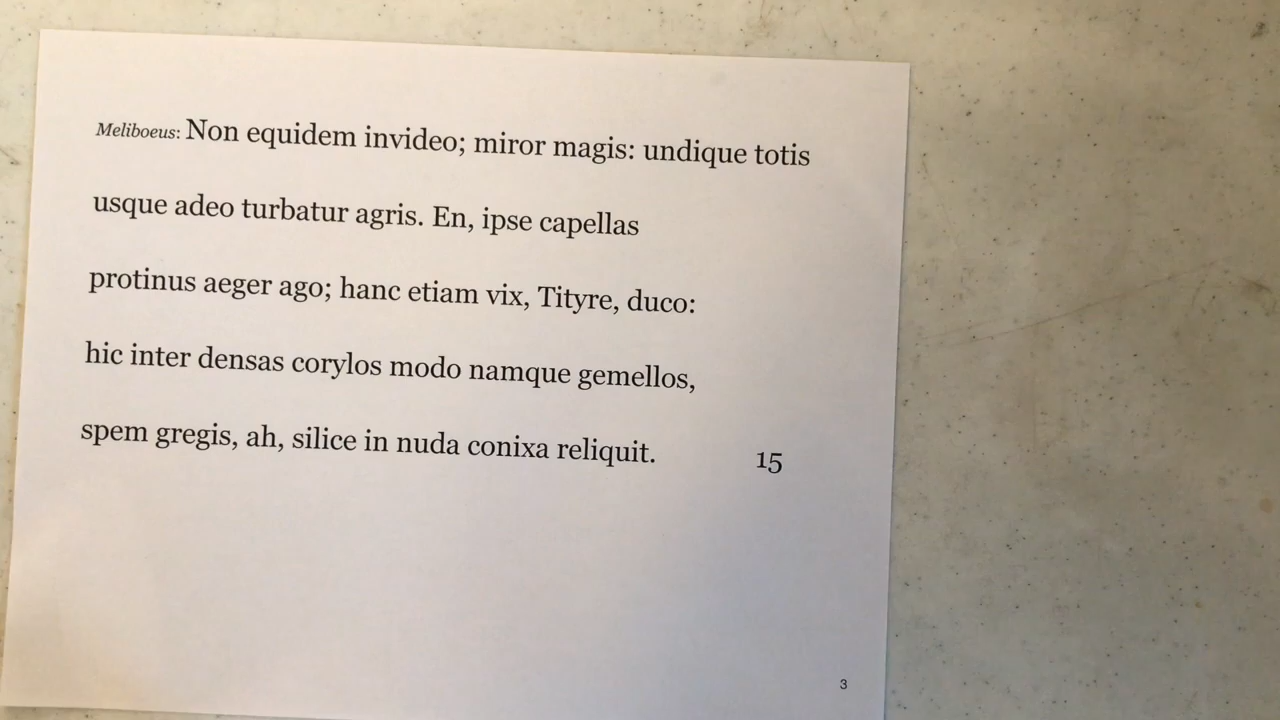 Meliboeus: Non equidem invideo; miror magis: undique totis
usque adeo turbatur agris. En, ipse capellas
protinus aeger ago; hanc etiam vix, Tityre, duco:
hic inter densas corylos modo namque gemellos,
spem gregis, ah, silice in nuda conixa reliquit. 15
3